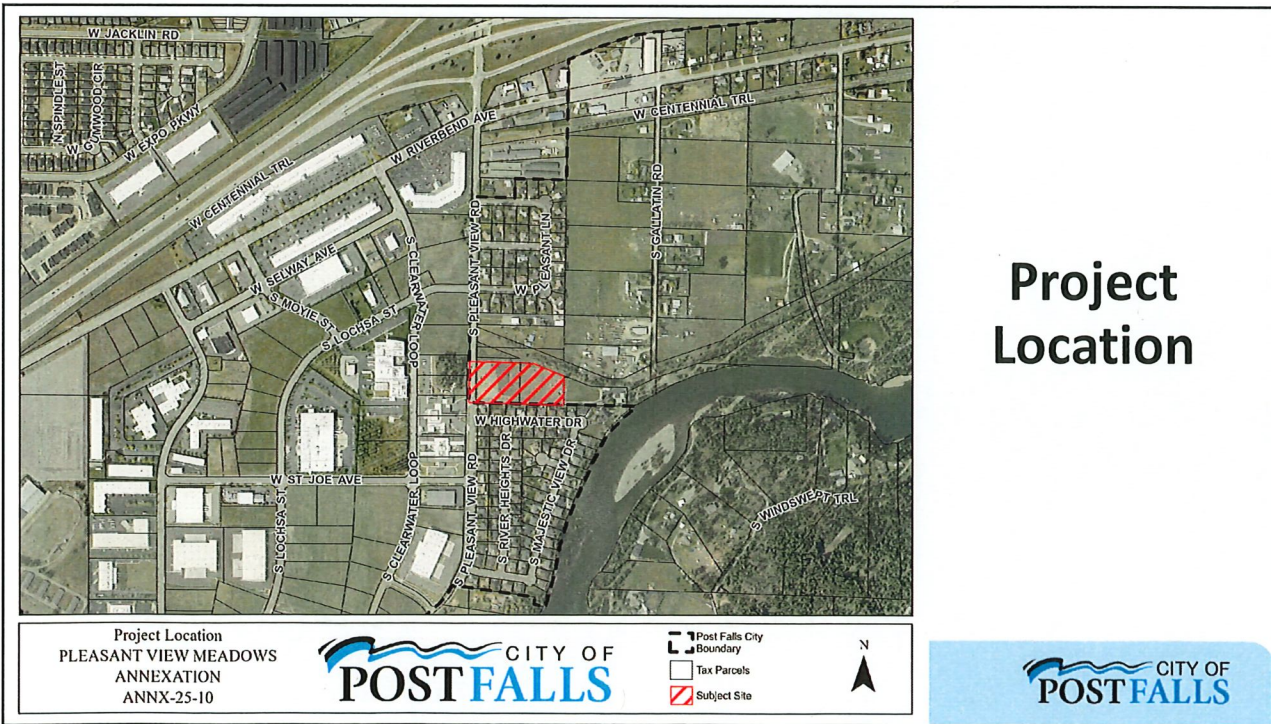 W JACKLIN RD
N SPINDLE ST
W GUMWOOD CIR
W EXPO PKWY
W CENTENNIAL TRL
W RIVERBEND AVE
W CENTENNIAL TRL
S GALLATIN RD
S PLEASANT VIEW RD
W SELWAY AVE
S MOYIE ST
S LOCHSA ST
S CLEARWATER LOOP
W HIGHWATER DR
S RIVER HEIGHTS DR
S MAJESTIC VIEW DR
W ST JOE AVE
S LOCHSA ST
S CLEARWATER LOOP
S PLEASANT VIEW RD
S WINDSWEPT TRL
Project
Location
Project Location
PLEASANT VIEW MEADOWS
ANNEXATION
ANNX-25-10
CITY OF
POST FALLS
Post Falls City
Boundary
Tax Parcels
Subject Site
N
CITY OF
POST FALLS